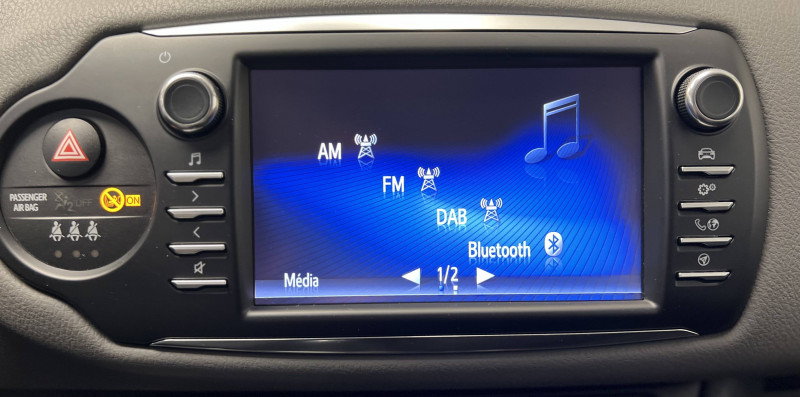 AM
FM
DAB
Bluetooth
Média
1/2
PASSENGER
AIR BAG
OFF
ON